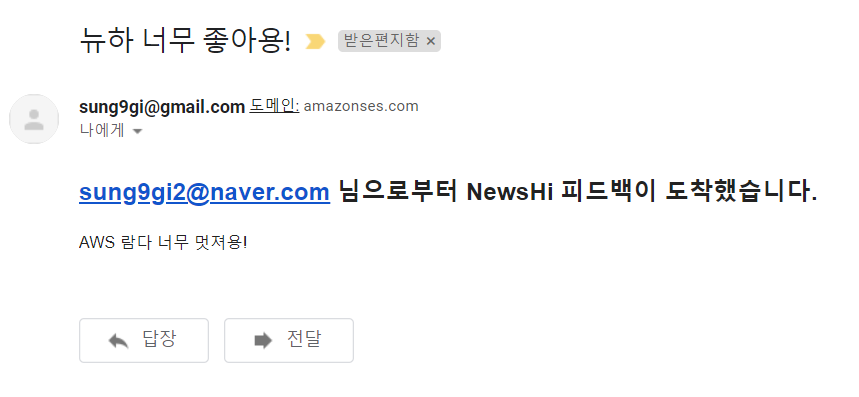 뉴하 너무 좋아용! 받은편지함 ×
sung9gi@gmail.com 도메인: amazonses.com
나에게
sung9gi2@naver.com 님으로부터 NewsHi 피드백이 도착했습니다.
AWS 람다 너무 멋져용!
답장 전달